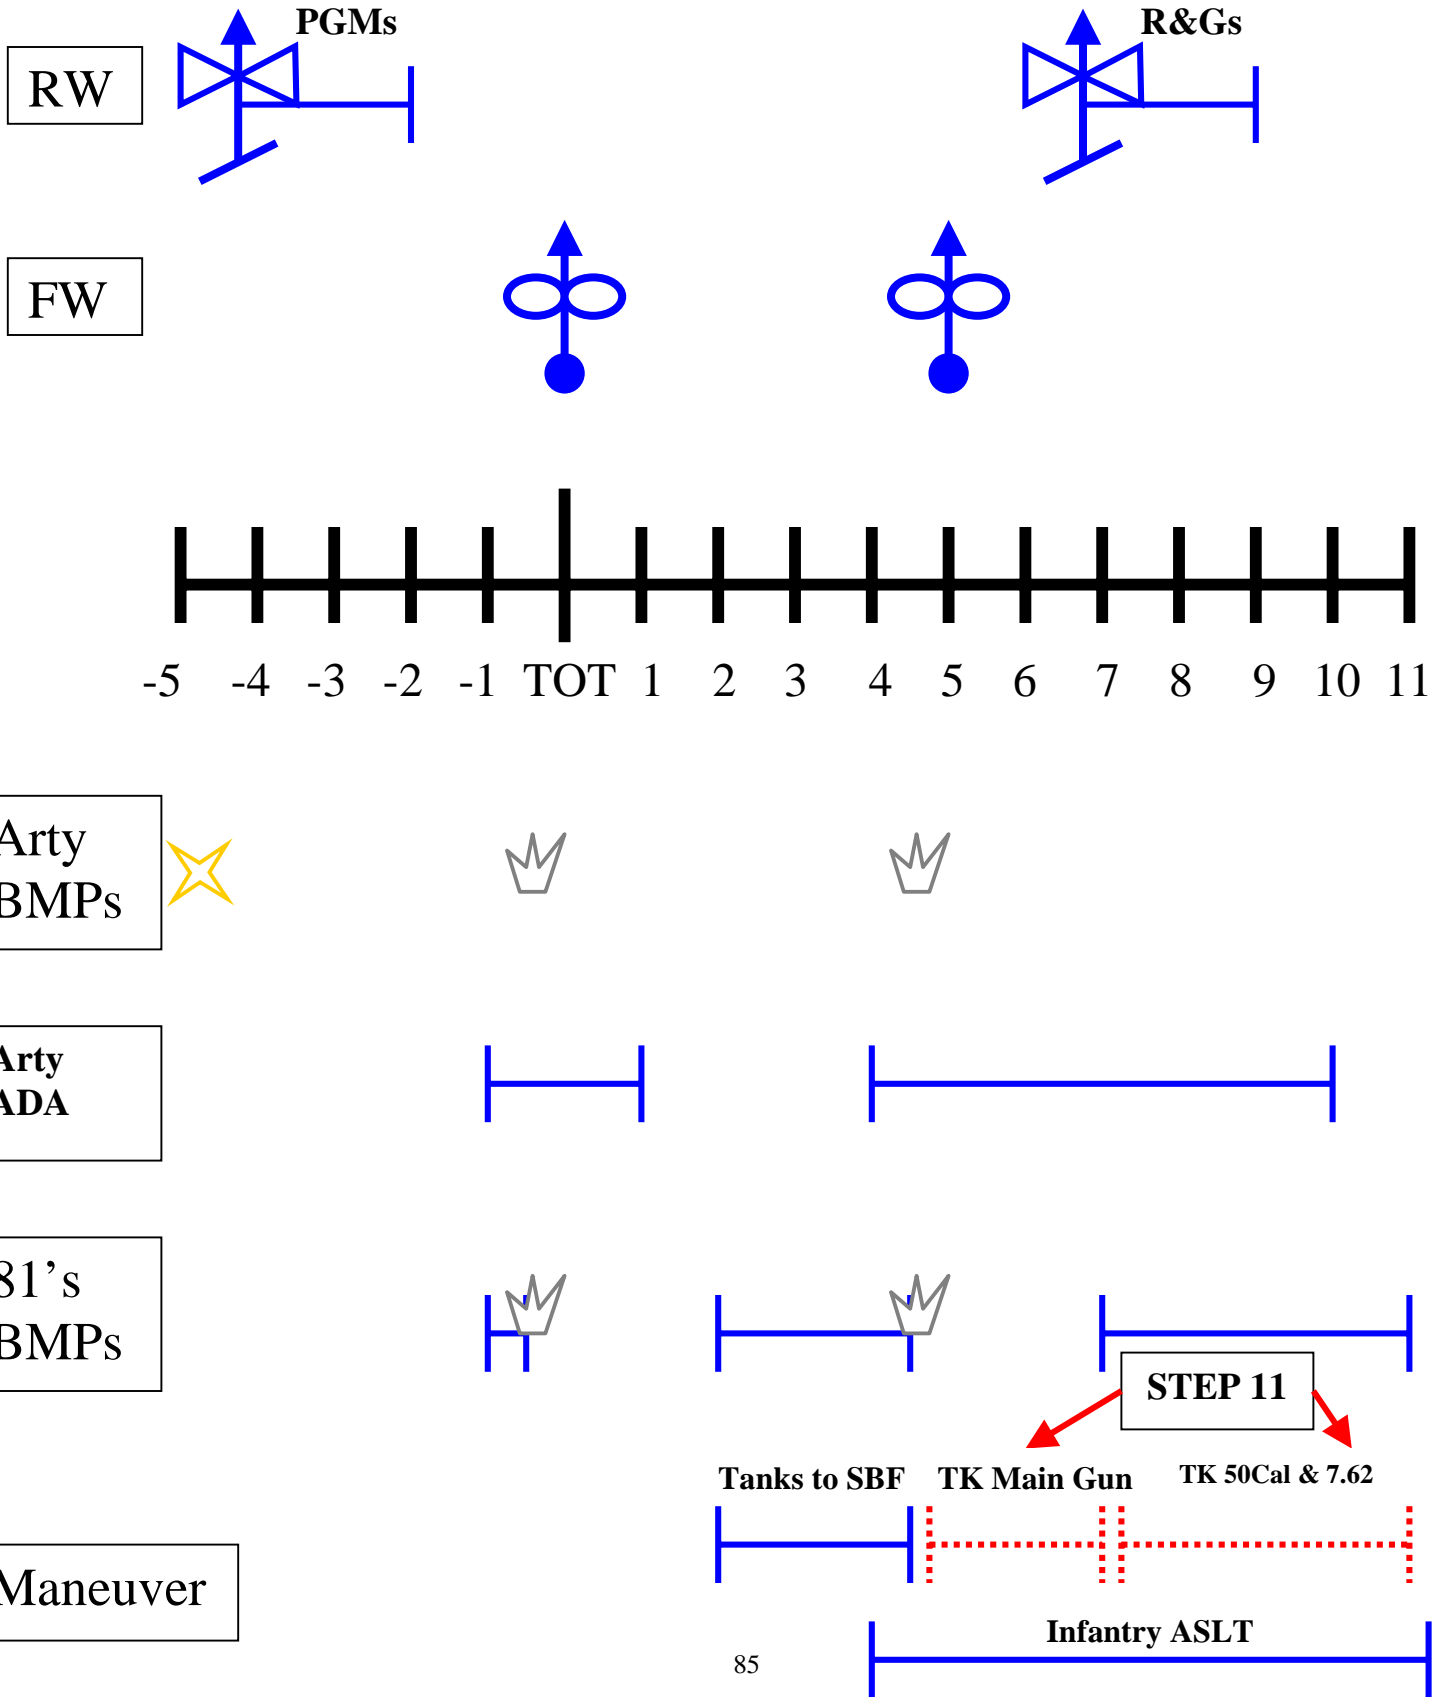 PGMs
R&Gs
RW
FW
-5 -4 -3 -2 -1 TOT 1 2 3 4 5 6 7 8 9 10 11
Arty
BMPs
Arty
ADA
81's
BMPs
STEP 11
Tanks to SBF
TK Main Gun
TK 50Cal & 7.62
Maneuver
Infantry ASLT
85